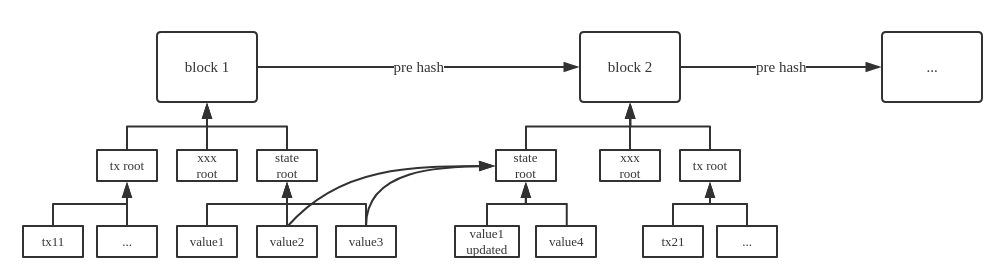 block 1
pre hash
block 2
pre hash
...
tx root
xxx
root
state
root
state
root
xxx
root
tx root
tx11
...
value1
value2
value3
value1
updated
value4
tx21
...